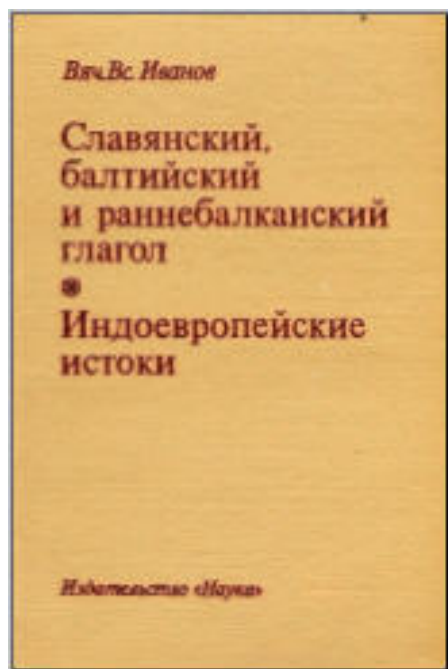 Вяч. Вс. Иванов
Славянский,
балтийский
и раннебалканский
глагол
Индоевропейские
истоки
Издательство «Наука»